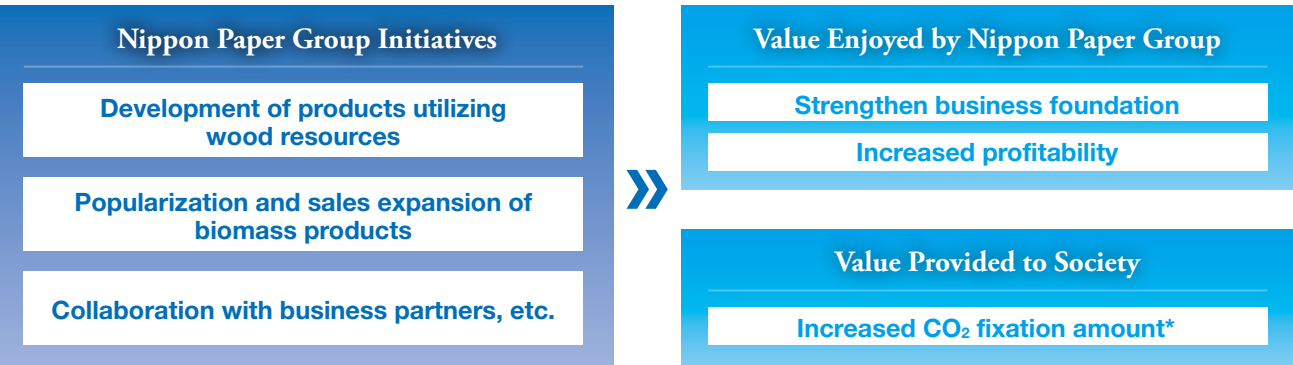 Nippon Paper Group Initiatives
Development of products utilizing
wood resources
Popularization and sales expansion of
biomass products
Collaboration with business partners, etc.
Value Enjoyed by Nippon Paper Group
Strengthen business foundation
Increased profitability
Value Provided to Society
Increased CO₂ fixation amount*